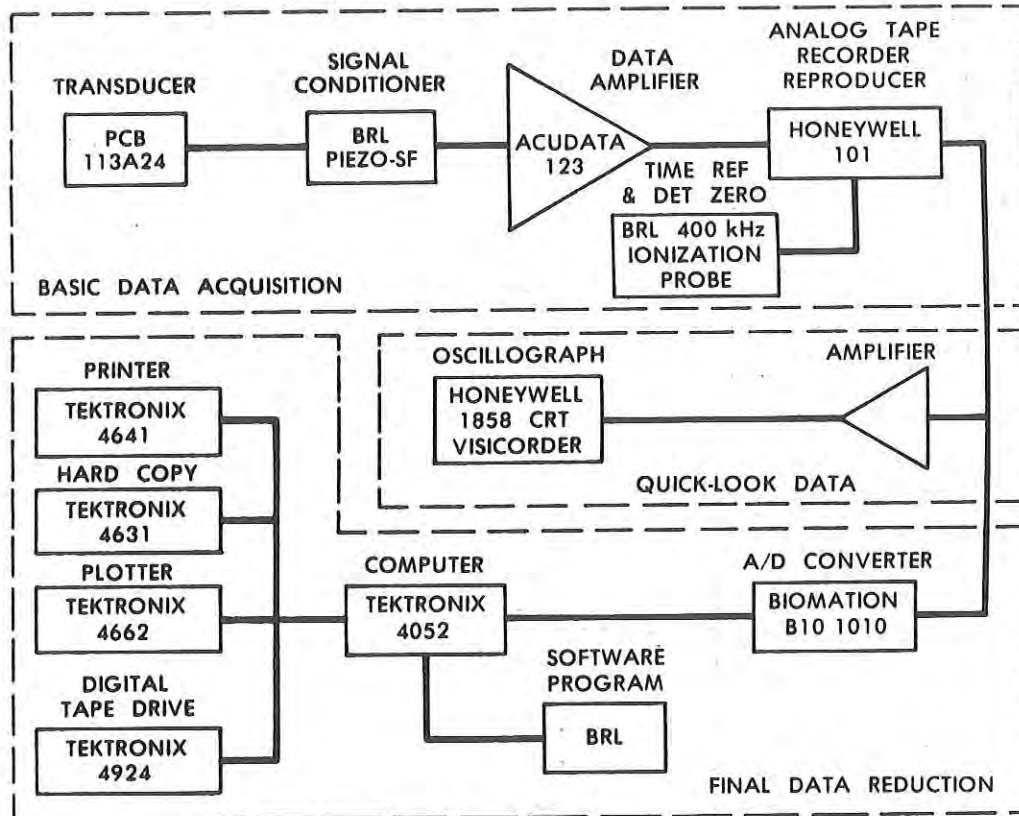 TRANSDUCER
PCB
113A24
SIGNAL
CONDITIONER
BRL
PIEZO-SF
DATA
AMPLIFIER
ACUDATA
123
ANALOG TAPE
RECORDER
REPRODUCER
HONEYWELL
101
TIME REF
& DET ZERO
BRL 400 kHz
IONIZATION
PROBE
BASIC DATA ACQUISITION
OSCILLOGRAPH
HONEYWELL
1858 CRT
VISICORDER
AMPLIFIER
QUICK-LOOK DATA
PRINTER
TEKTRONIX
4641
HARD COPY
TEKTRONIX
4631
PLOTTER
TEKTRONIX
4662
DIGITAL
TAPE DRIVE
TEKTRONIX
4924
COMPUTER
TEKTRONIX
4052
A/D CONVERTER
BIOMATION
B10 1010
SOFTWARE
PROGRAM
BRL
FINAL DATA REDUCTION